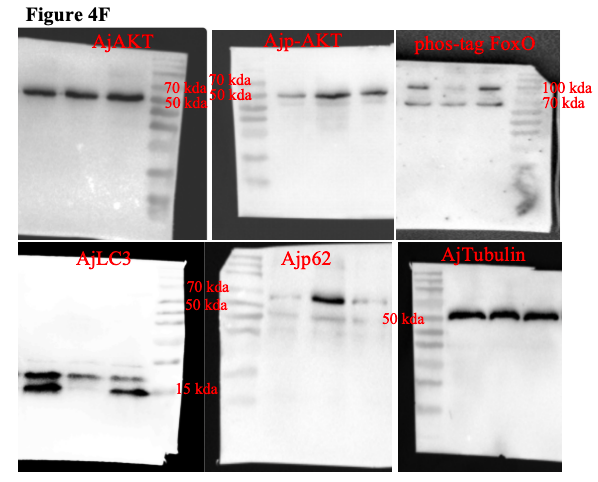 Figure 4F
AjAKT
70 kda
50 kda
Ajp-AKT
70 kda
50 kda
phos-tag FoxO
100 kda
70 kda
AjLC3
70 kda
50 kda
15 kda
Ajp62
50 kda
AjTubulin